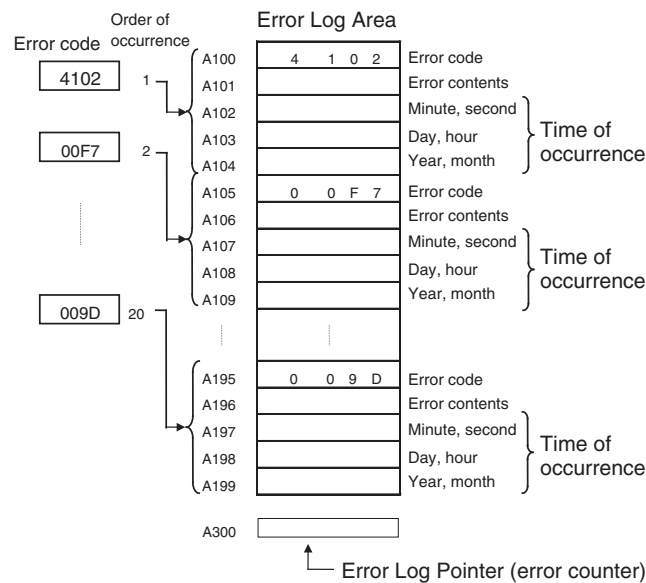 Error Log Area
Order of
occurrence
Error code
4102 1
A100 4 1 0 2 Error code
A101 Error contents
A102 Minute, second
A103 Day, hour
A104 Year, month
Time of
occurrence
00F7 2
A105 0 0 F 7 Error code
A106 Error contents
A107 Minute, second
A108 Day, hour
A109 Year, month
Time of
occurrence
009D 20
A195 0 0 9 D Error code
A196 Error contents
A197 Minute, second
A198 Day, hour
A199 Year, month
Time of
occurrence
A300
Error Log Pointer (error counter)